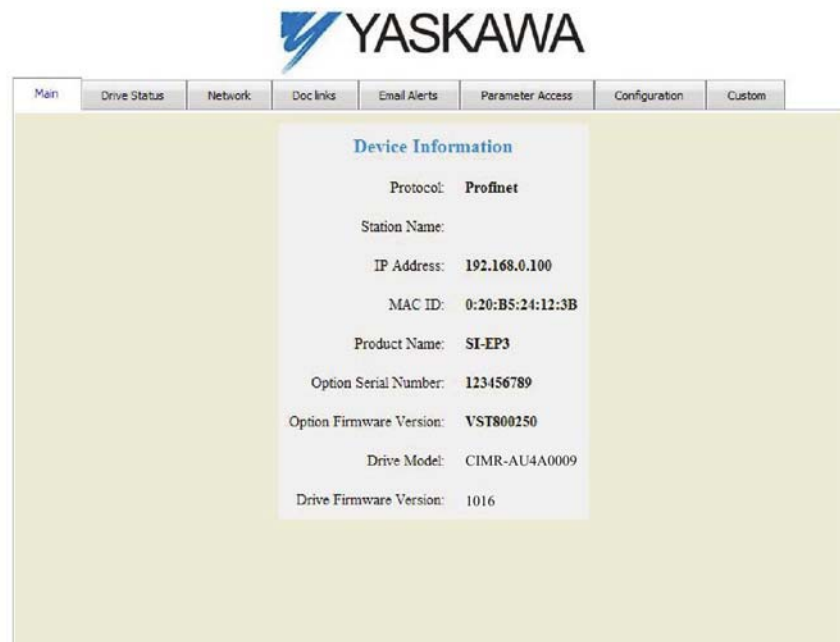 YASKAWA
Main Drive Status Network Doc links Email Alerts Parameter Access Configuration Custom
Device Information
Protocol: Profinet
Station Name:
IP Address: 192.168.0.100
MAC ID: 0:20:B5:24:12:3B
Product Name: SI-EP3
Option Serial Number: 123456789
Option Firmware Version: VST800250
Drive Model: CIMR-AU4A0009
Drive Firmware Version: 1016